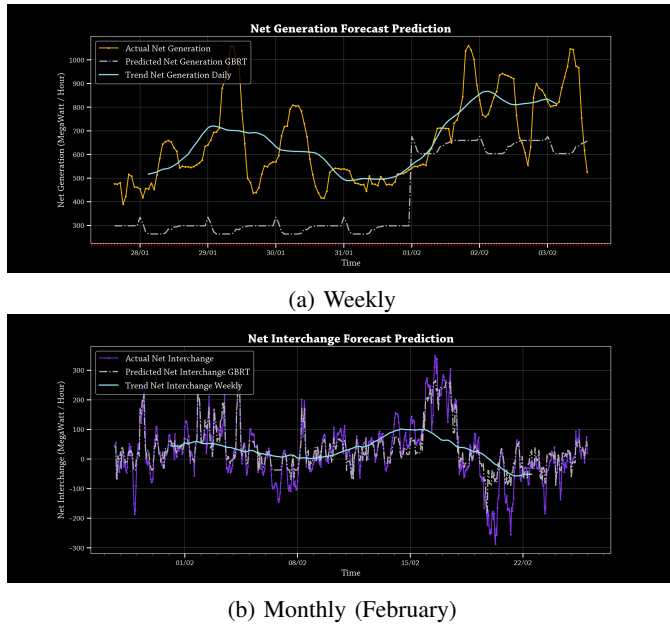 Net Generation Forecast Prediction
Actual Net Generation
Predicted Net Generation GBRT
Trend Net Generation Daily
Net Generation (MegaWatt / Hour)
1000
900
800
700
600
500
400
300
28/01 29/01 30/01 31/01 01/02 02/02 03/02
Time
(a) Weekly
Net Interchange Forecast Prediction
Actual Net Interchange
Predicted Net Interchange GBRT
Trend Net Interchange Weekly
Net Interchange (MegaWatt / Hour)
300
200
100
0
-100
-200
-300
01/02 08/02 15/02 22/02
Time
(b) Monthly (February)